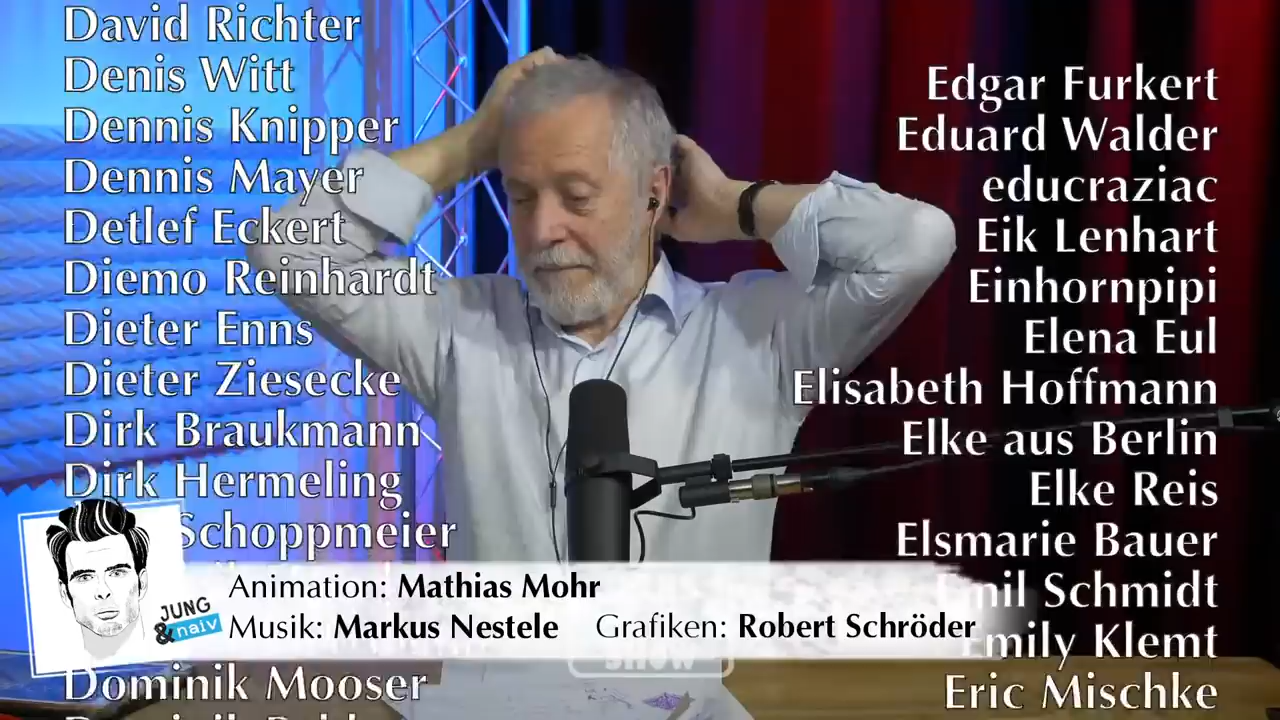 David Richter
Denis Witt
Dennis Knipper
Dennis Mayer
Detlef Eckert
Diemo Reinhardt
Dieter Enns
Dieter Ziesecke
Dirk Braukmann
Dirk Hermeling
Schoppmeier
Dominik Mooser
Edgar Furkert
Eduard Walder
educraziac
Eik Lenhart
Einhornpipi
Elena Eul
Elisabeth Hoffmann
Elke aus Berlin
Elke Reis
Elsmarie Bauer
Emil Schmidt
Emily Klemt
Eric Mischke
JUNG
& naiv
Animation: Mathias Mohr
Musik: Markus Nestele Grafiken: Robert Schröder
SHOW